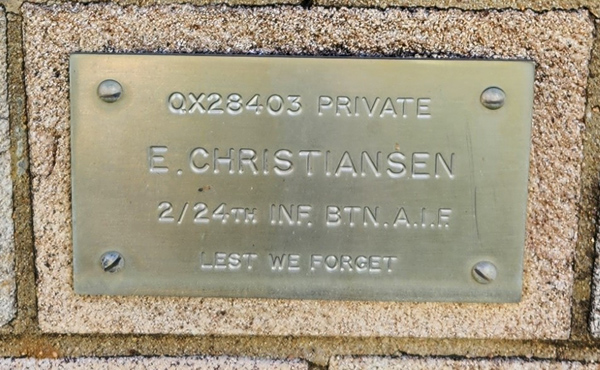 QX28403 PRIVATE
E. CHRISTIANSEN
2/24TH INF. BTN. A.I.F.
LEST WE FORGET